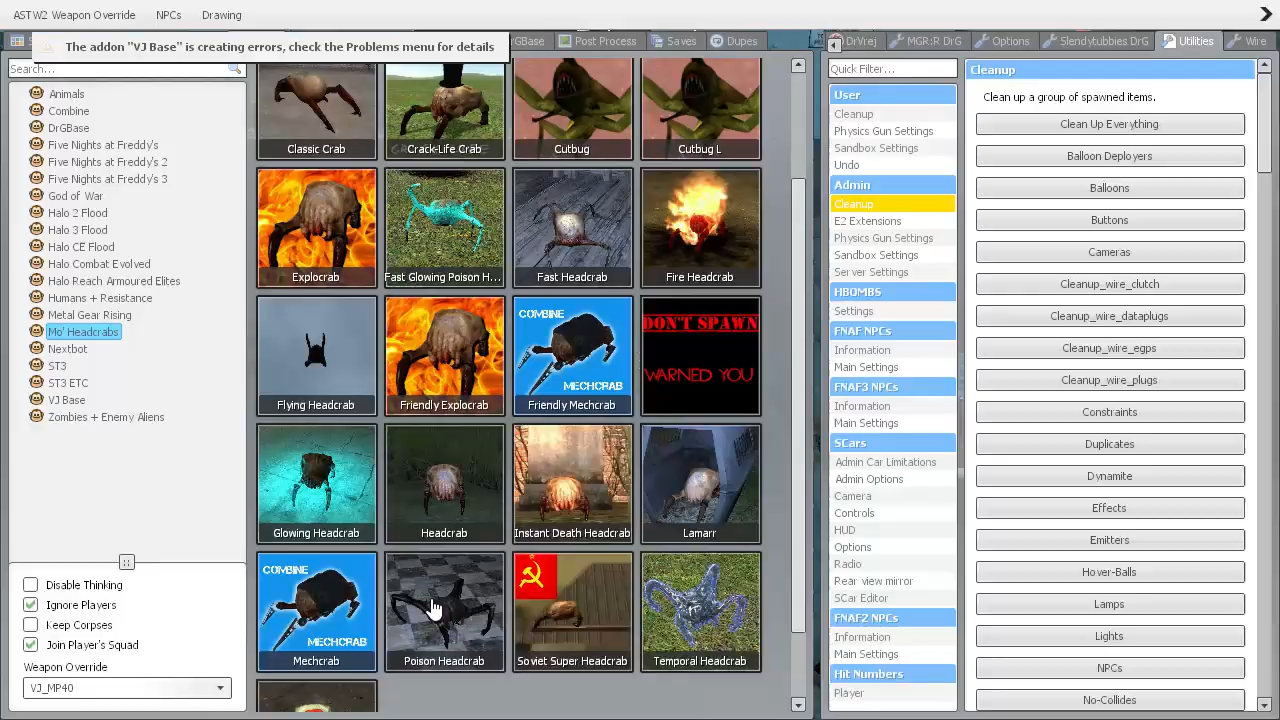 ASTW2 Weapon Override NPCs Drawing
The addon "VJ Base" is creating errors, check the Problems menu for details
Post Process Saves Dupes
DrVrej MGR:R DrG Options Slendytubbies DrG Utilities Wire
Search...
Animals
Combine
DrGBase
Five Nights at Freddy's
Five Nights at Freddy's 2
Five Nights at Freddy's 3
God of War
Halo 2 Flood
Halo 3 Flood
Halo CE Flood
Halo Combat Evolved
Halo Reach Armoured Elites
Humans + Resistance
Metal Gear Rising
Mo' Headcrabs
Nextbot
ST3
ST3 ETC
VJ Base
Zombies + Enemy Aliens
Disable Thinking
Ignore Players
Keep Corpses
Join Player's Squad
Weapon Override
VJ_MP40
Classic Crab
Crack-Life Crab
Cutbug
Cutbug L
Explocrab
Fast Glowing Poison H...
Fast Headcrab
Fire Headcrab
Flying Headcrab
Friendly Explocrab
COMBINE
MECHCRAB
Friendly Mechcrab
DON'T SPAWN
WARNED YOU
Glowing Headcrab
Headcrab
Instant Death Headcrab
Lamarr
COMBINE
MECHCRAB
Mechcrab
Poison Headcrab
Soviet Super Headcrab
Temporal Headcrab
Quick Filter...
User
Cleanup
Physics Gun Settings
Sandbox Settings
Undo
Admin
Cleanup
E2 Extensions
Physics Gun Settings
Sandbox Settings
Server Settings
HBOMBS
Settings
FNAF NPCs
Information
Main Settings
FNAF3 NPCs
Information
Main Settings
SCars
Admin Car Limitations
Admin Options
Camera
Controls
HUD
Options
Radio
Rear view mirror
SCar Editor
FNAF2 NPCs
Information
Main Settings
Hit Numbers
Player
Cleanup
Clean up a group of spawned items.
Clean Up Everything
Balloon Deployers
Balloons
Buttons
Cameras
Cleanup_wire_clutch
Cleanup_wire_dataplugs
Cleanup_wire_egps
Cleanup_wire_plugs
Constraints
Duplicates
Dynamite
Effects
Emitters
Hover-Balls
Lamps
Lights
NPCs
No-Collides